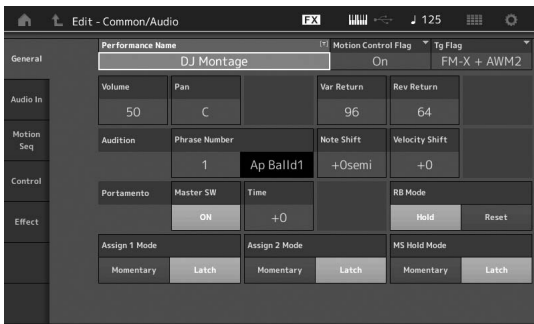 Edit - Common/Audio FX ♩ 125
General
Audio In
Motion
Seq
Control
Effect
Performance Name [T] Motion Control Flag Tg Flag
DJ Montage On FM-X + AWM2
Volume Pan Var Return Rev Return
50 C 96 64
Audition Phrase Number Note Shift Velocity Shift
1 Ap Balld1 +0semi +0
Portamento Master SW Time RB Mode
ON +0 Hold Reset
Assign 1 Mode Assign 2 Mode MS Hold Mode
Momentary Latch Momentary Latch Momentary Latch